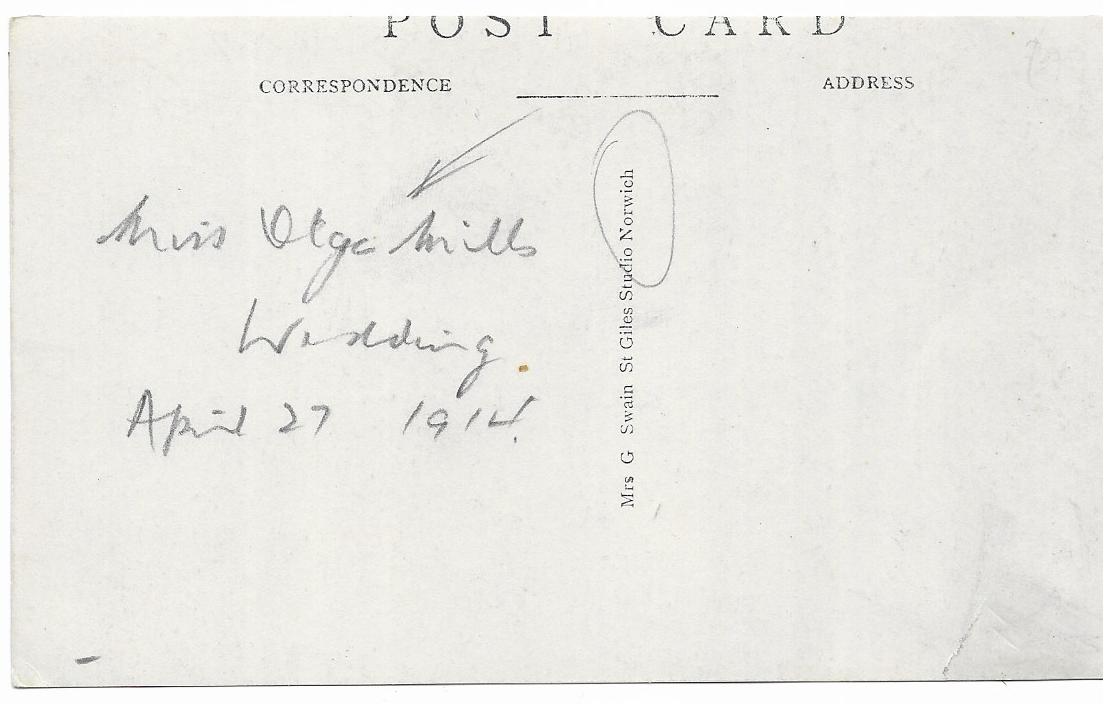 POST CARD
CORRESPONDENCE ADDRESS
Miss Olga Mills
Wedding
April 27 1914.
Mrs G Swain St Giles Studio Norwich